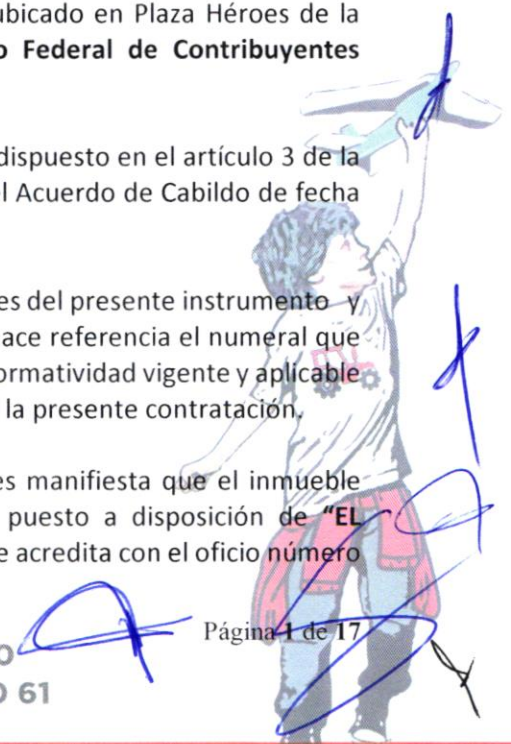 ubicado en Plaza Héroes de la
o Federal de Contribuyentes
dispuesto en el artículo 3 de la
el Acuerdo de Cabildo de fecha
es del presente instrumento y
ace referencia el numeral que
ormatividad vigente y aplicable
la presente contratación.
es manifiesta que el inmueble
puesto a disposición de "EL
e acredita con el oficio número
Página 1 de 17
O
O 61